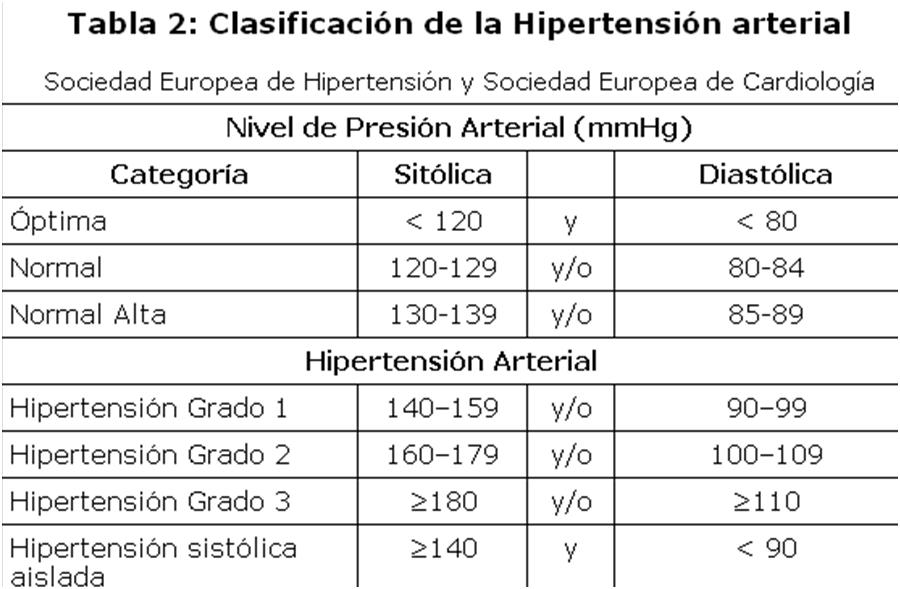 Tabla 2: Clasificación de la Hipertensión arterial
Sociedad Europea de Hipertensión y Sociedad Europea de Cardiología
Nivel de Presión Arterial (mmHg)
Categoría Sitólica Diastólica
Óptima < 120 y < 80
Normal 120-129 y/o 80-84
Normal Alta 130-139 y/o 85-89
Hipertensión Arterial
Hipertensión Grado 1 140–159 y/o 90–99
Hipertensión Grado 2 160–179 y/o 100–109
Hipertensión Grado 3 ≥180 y/o ≥110
Hipertensión sistólica ≥140 y < 90
aislada